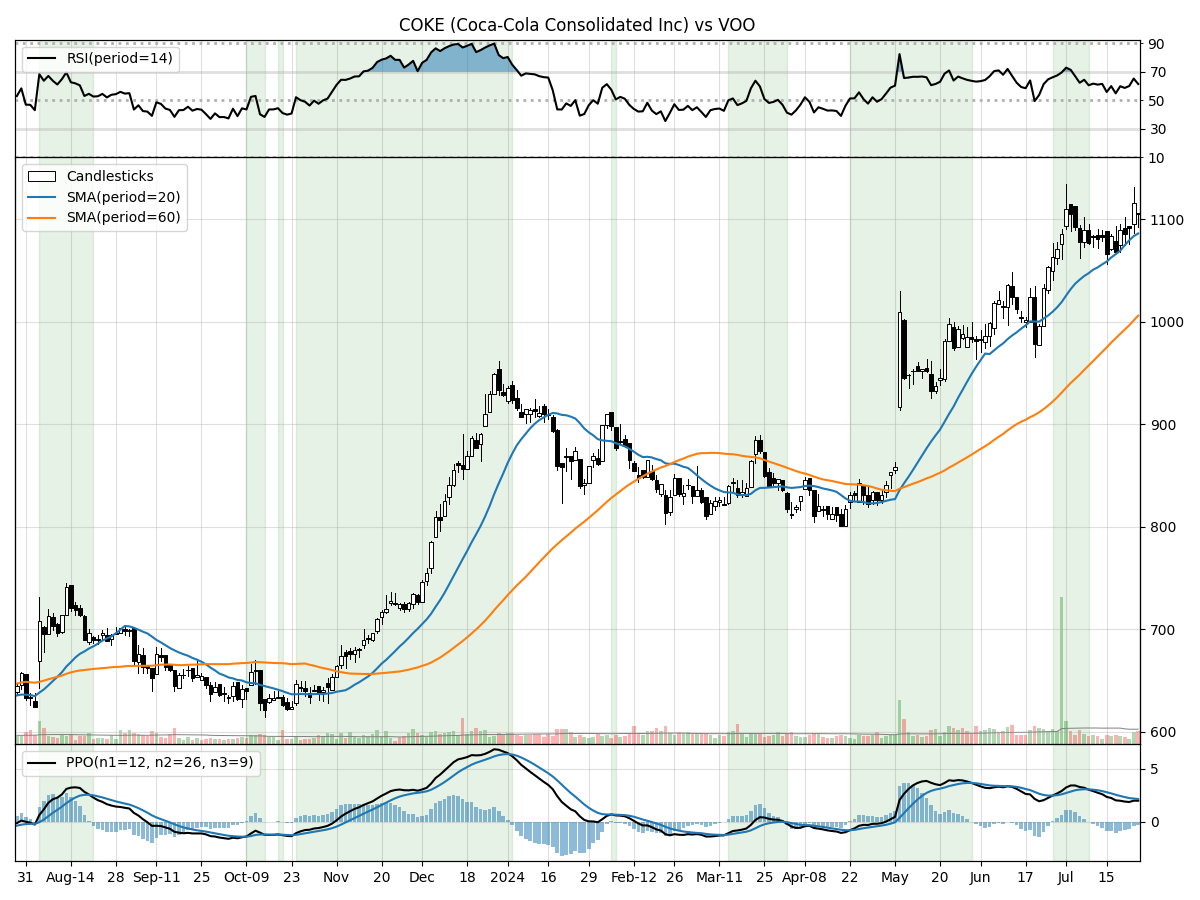 COKE (Coca-Cola Consolidated Inc) vs VOO
RSI(period=14)
90
70
50
30
10
Candlesticks
SMA(period=20)
SMA(period=60)
1100
1000
900
800
700
600
PPO(n1=12, n2=26, n3=9)
5
0
31 Aug-14 28 Sep-11 25 Oct-09 23 Nov 20 Dec 18 2024 16 29 Feb-12 26 Mar-11 25 Apr-08 22 May 20 Jun 17 Jul 15